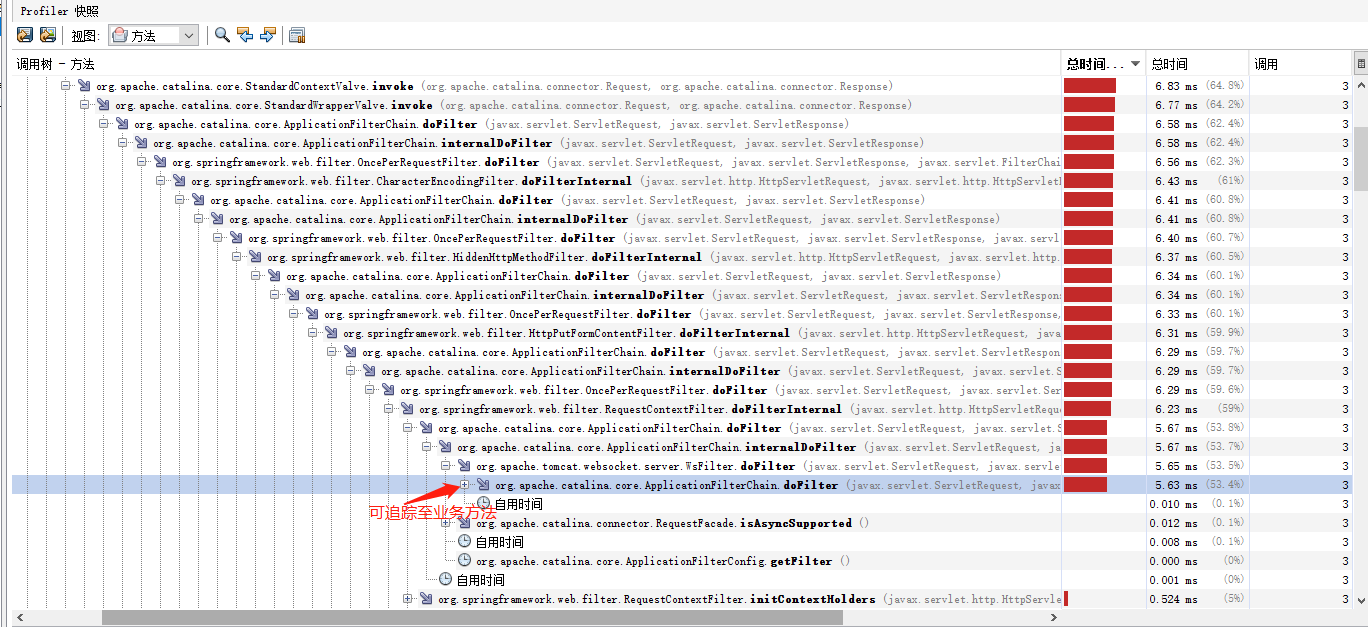 Profiler 快照
视图: 方法
调用树 - 方法 总时间... 总时间 调用
org.apache.catalina.core.StandardContextValve.invoke (org.apache.catalina.connector.Request, org.apache.catalina.connector.Response) 6.83 ms (64.8%) 3
org.apache.catalina.core.StandardWrapperValve.invoke (org.apache.catalina.connector.Request, org.apache.catalina.connector.Response) 6.77 ms (64.2%) 3
org.apache.catalina.core.ApplicationFilterChain.doFilter (javax.servlet.ServletRequest, javax.servlet.ServletResponse) 6.58 ms (62.4%) 3
org.apache.catalina.core.ApplicationFilterChain.internalDoFilter (javax.servlet.ServletRequest, javax.servlet.ServletResponse) 6.58 ms (62.4%) 3
org.springframework.web.filter.OncePerRequestFilter.doFilter (javax.servlet.ServletRequest, javax.servlet.ServletResponse, javax.servlet.FilterChai 6.56 ms (62.3%) 3
org.springframework.web.filter.CharacterEncodingFilter.doFilterInternal (javax.servlet.http.HttpServletRequest, javax.servlet.http.HttpServlet 6.43 ms (61%) 3
org.apache.catalina.core.ApplicationFilterChain.doFilter (javax.servlet.ServletRequest, javax.servlet.ServletResponse) 6.41 ms (60.8%) 3
org.apache.catalina.core.ApplicationFilterChain.internalDoFilter (javax.servlet.ServletRequest, javax.servlet.ServletResponse) 6.41 ms (60.8%) 3
org.springframework.web.filter.OncePerRequestFilter.doFilter (javax.servlet.ServletRequest, javax.servlet.ServletResponse, javax.servl 6.40 ms (60.7%) 3
org.springframework.web.filter.HiddenHttpMethodFilter.doFilterInternal (javax.servlet.http.HttpServletRequest, javax.servlet.http. 6.37 ms (60.5%) 3
org.apache.catalina.core.ApplicationFilterChain.doFilter (javax.servlet.ServletRequest, javax.servlet.ServletResponse) 6.34 ms (60.1%) 3
org.apache.catalina.core.ApplicationFilterChain.internalDoFilter (javax.servlet.ServletRequest, javax.servlet.ServletRespon 6.34 ms (60.1%) 3
org.springframework.web.filter.OncePerRequestFilter.doFilter (javax.servlet.ServletRequest, javax.servlet.ServletResponse, 6.33 ms (60.1%) 3
org.springframework.web.filter.HttpPutFormContentFilter.doFilterInternal (javax.servlet.http.HttpServletRequest, java 6.31 ms (59.9%) 3
org.apache.catalina.core.ApplicationFilterChain.doFilter (javax.servlet.ServletRequest, javax.servlet.ServletRespon 6.29 ms (59.7%) 3
org.apache.catalina.core.ApplicationFilterChain.internalDoFilter (javax.servlet.ServletRequest, javax.servlet.S 6.29 ms (59.7%) 3
org.springframework.web.filter.OncePerRequestFilter.doFilter (javax.servlet.ServletRequest, javax.servlet.Se 6.29 ms (59.6%) 3
org.springframework.web.filter.RequestContextFilter.doFilterInternal (javax.servlet.http.HttpServletRequ 6.23 ms (59%) 3
org.apache.catalina.core.ApplicationFilterChain.doFilter (javax.servlet.ServletRequest, javax.servlet.S 5.67 ms (53.8%) 3
org.apache.catalina.core.ApplicationFilterChain.internalDoFilter (javax.servlet.ServletRequest, ja 5.67 ms (53.7%) 3
org.apache.tomcat.websocket.server.WsFilter.doFilter (javax.servlet.ServletRequest, javax.servle 5.65 ms (53.5%) 3
org.apache.catalina.core.ApplicationFilterChain.doFilter (javax.servlet.ServletRequest, javax 5.63 ms (53.4%) 3
自用时间 0.010 ms (0.1%) 3
可追踪至业务方法
org.apache.catalina.connector.RequestFacade.isAsyncSupported () 0.012 ms (0.1%) 3
自用时间 0.008 ms (0.1%) 3
org.apache.catalina.core.ApplicationFilterConfig.getFilter () 0.000 ms (0%) 3
自用时间 0.001 ms (0%) 3
org.springframework.web.filter.RequestContextFilter.initContextHolders (javax.servlet.http.HttpServle 0.524 ms (5%) 3